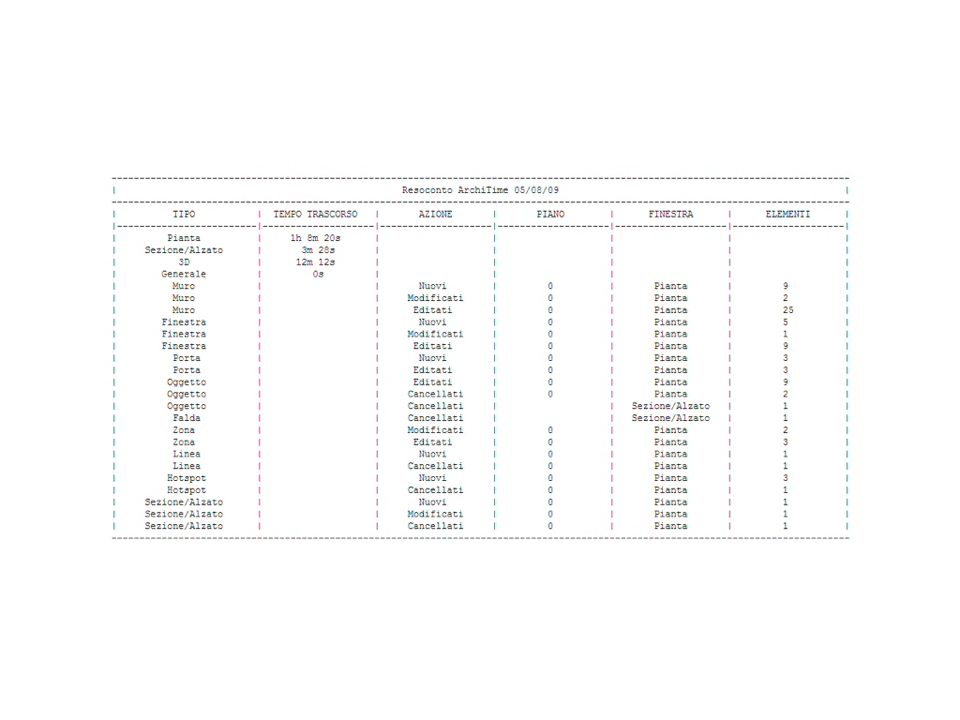 Resoconto ArchiTime 05/08/09
TIPO | TEMPO TRASCORSO | AZIONE | PIANO | FINESTRA | ELEMENTI
Pianta | 1h 8m 20s | | | |
Sezione/Alzato | 3m 28s | | | |
3D | 12m 12s | | | |
Generale | 0s | | | |
Muro | | Nuovi | 0 | Pianta | 9
Muro | | Modificati | 0 | Pianta | 2
Muro | | Editati | 0 | Pianta | 25
Finestra | | Nuovi | 0 | Pianta | 5
Finestra | | Modificati | 0 | Pianta | 1
Finestra | | Editati | 0 | Pianta | 9
Porta | | Nuovi | 0 | Pianta | 3
Porta | | Editati | 0 | Pianta | 3
Oggetto | | Editati | 0 | Pianta | 9
Oggetto | | Cancellati | 0 | Pianta | 2
Oggetto | | Cancellati | | Sezione/Alzato | 1
Falda | | Cancellati | | Sezione/Alzato | 1
Zona | | Modificati | 0 | Pianta | 2
Zona | | Editati | 0 | Pianta | 3
Linea | | Nuovi | 0 | Pianta | 1
Linea | | Cancellati | 0 | Pianta | 1
Hotspot | | Nuovi | 0 | Pianta | 3
Hotspot | | Cancellati | 0 | Pianta | 1
Sezione/Alzato | | Nuovi | 0 | Pianta | 1
Sezione/Alzato | | Modificati | 0 | Pianta | 1
Sezione/Alzato | | Cancellati | 0 | Pianta | 1